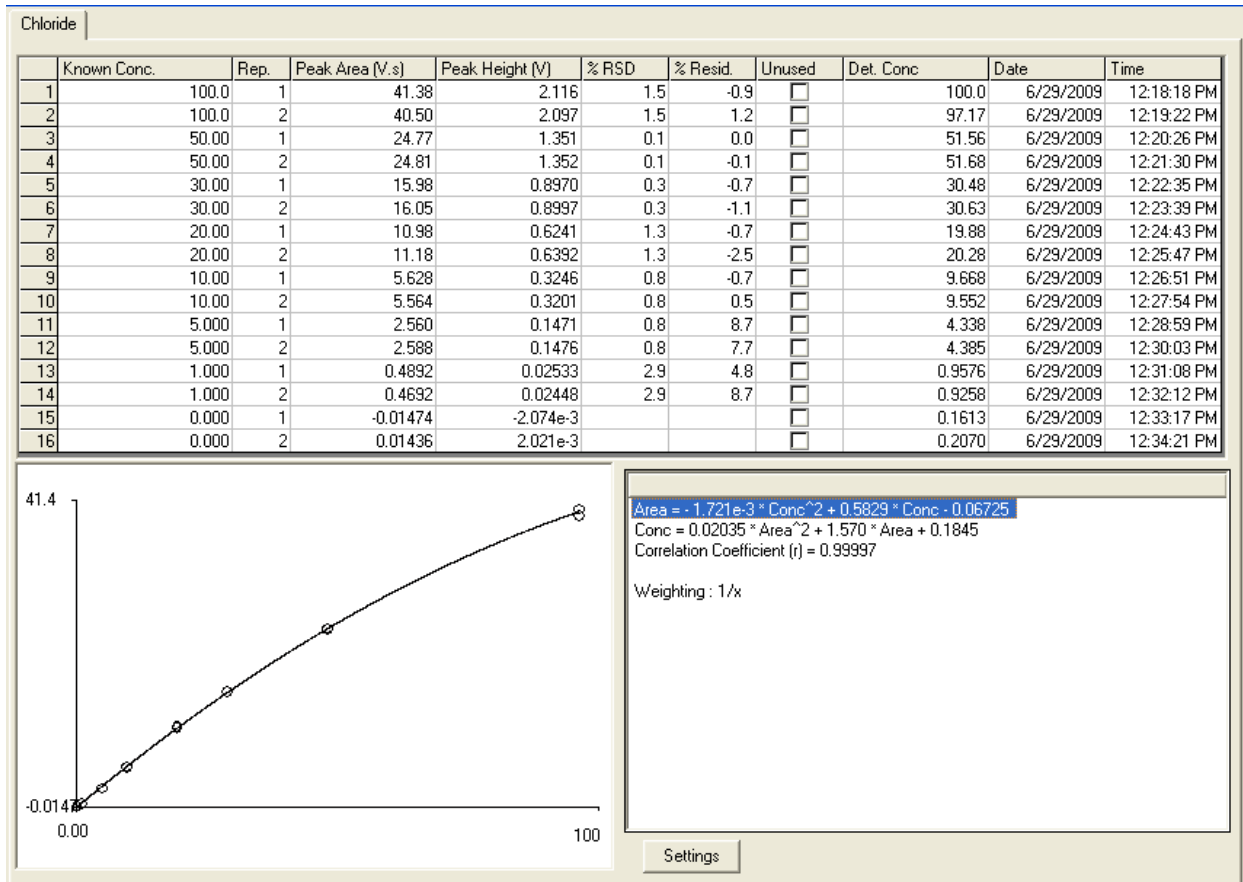 Chloride
Known Conc. Rep. Peak Area (V.s) Peak Height (V) % RSD % Resid. Unused Det. Conc Date Time
1 100.0 1 41.38 2.116 1.5 -0.9 100.0 6/29/2009 12:18:18 PM
2 100.0 2 40.50 2.097 1.5 1.2 97.17 6/29/2009 12:19:22 PM
3 50.00 1 24.77 1.351 0.1 0.0 51.56 6/29/2009 12:20:26 PM
4 50.00 2 24.81 1.352 0.1 -0.1 51.68 6/29/2009 12:21:30 PM
5 30.00 1 15.98 0.8970 0.3 -0.7 30.48 6/29/2009 12:22:35 PM
6 30.00 2 16.05 0.8997 0.3 -1.1 30.63 6/29/2009 12:23:39 PM
7 20.00 1 10.98 0.6241 1.3 -0.7 19.88 6/29/2009 12:24:43 PM
8 20.00 2 11.18 0.6392 1.3 -2.5 20.28 6/29/2009 12:25:47 PM
9 10.00 1 5.628 0.3246 0.8 -0.7 9.668 6/29/2009 12:26:51 PM
10 10.00 2 5.564 0.3201 0.8 0.5 9.552 6/29/2009 12:27:54 PM
11 5.000 1 2.560 0.1471 0.8 8.7 4.338 6/29/2009 12:28:59 PM
12 5.000 2 2.588 0.1476 0.8 7.7 4.385 6/29/2009 12:30:03 PM
13 1.000 1 0.4892 0.02533 2.9 4.8 0.9576 6/29/2009 12:31:08 PM
14 1.000 2 0.4692 0.02448 2.9 8.7 0.9258 6/29/2009 12:32:12 PM
15 0.000 1 -0.01474 -2.074e-3 0.1613 6/29/2009 12:33:17 PM
16 0.000 2 0.01436 2.021e-3 0.2070 6/29/2009 12:34:21 PM
41.4
-0.0147
0.00 100
Area = - 1.721e-3 * Conc^2 + 0.5829 * Conc - 0.06725
Conc = 0.02035 * Area^2 + 1.570 * Area + 0.1845
Correlation Coefficient (r) = 0.99997
Weighting : 1/x
Settings